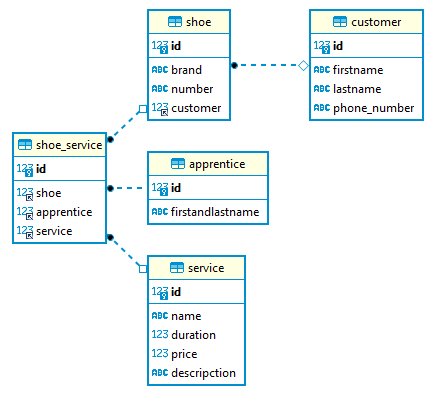 shoe
123 id
ABC brand
ABC number
123 customer
customer
123 id
ABC firstname
ABC lastname
ABC phone_number
shoe_service
123 id
123 shoe
123 apprentice
123 service
apprentice
123 id
ABC firstandlastname
service
123 id
ABC name
123 duration
123 price
ABC descripction